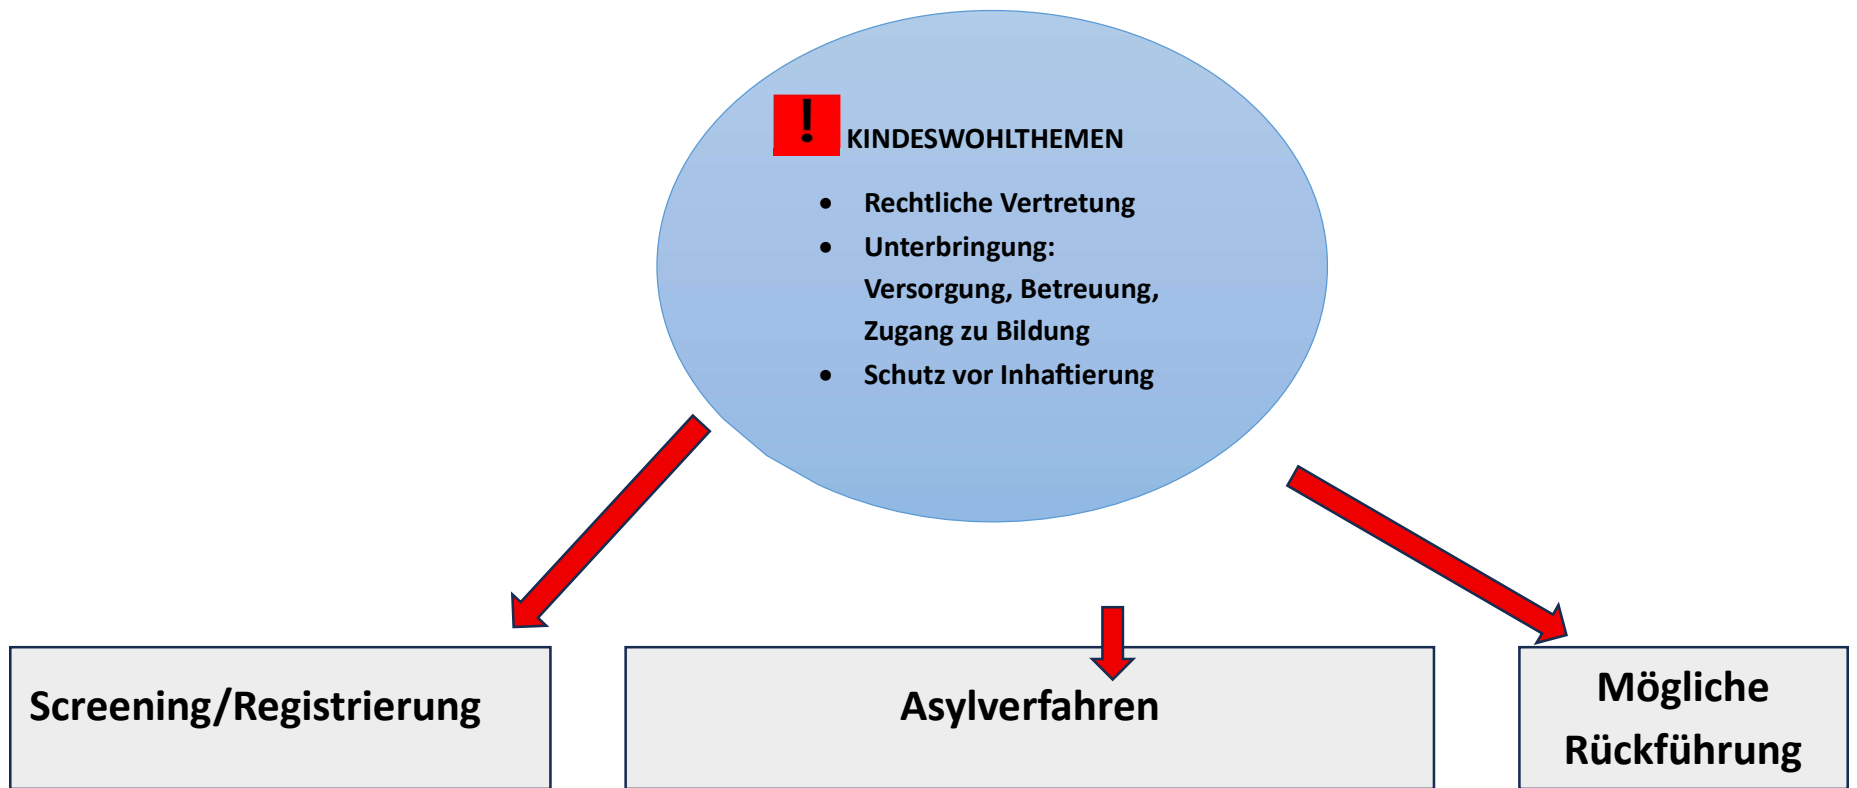 ! KINDESWOHLTHEMEN
• Rechtliche Vertretung
• Unterbringung:
Versorgung, Betreuung,
Zugang zu Bildung
• Schutz vor Inhaftierung
Screening/Registrierung
Asylverfahren
Mögliche
Rückführung